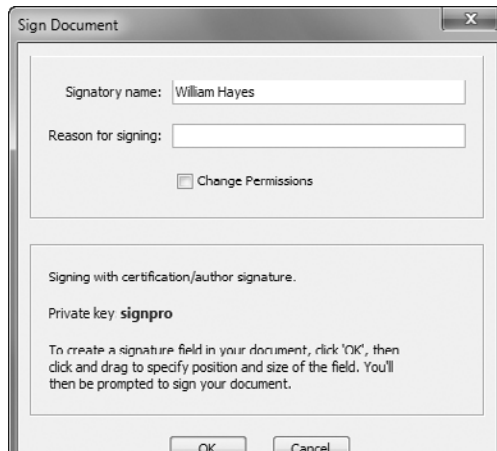 Sign Document
x
Signatory name: William Hayes
Reason for signing:
Change Permissions
Signing with certification/author signature.
Private key: signpro
To create a signature field in your document, click 'OK', then
click and drag to specify position and size of the field. You'll
then be prompted to sign your document.
OK
Cancel